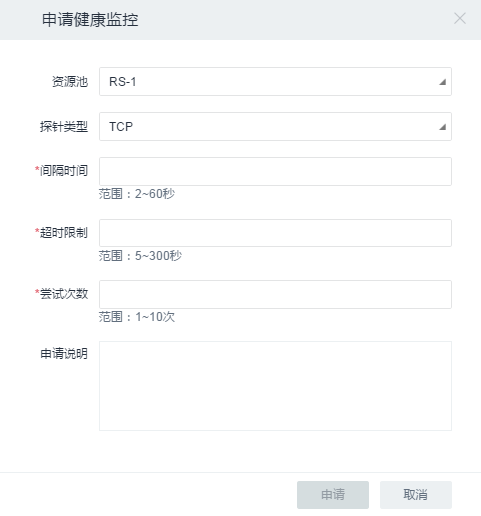 申请健康监控
资源池 RS-1
探针类型 TCP
*间隔时间
范围：2~60秒
*超时限制
范围：5~300秒
*尝试次数
范围：1~10次
申请说明
申请 取消